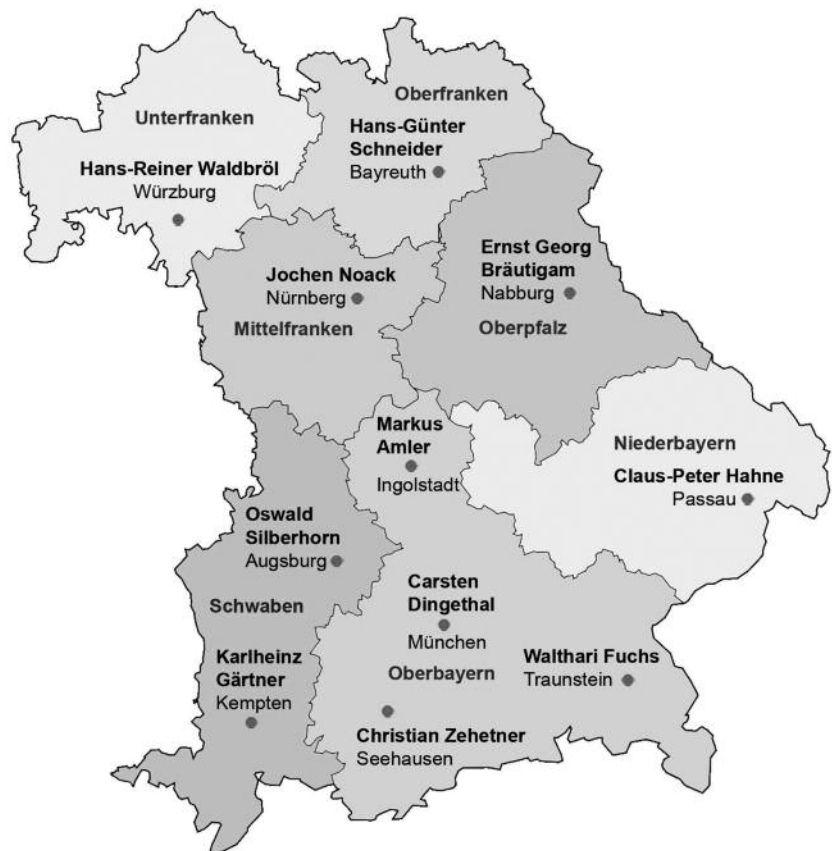 Oberfranken
Unterfranken
Hans-Günter
Schneider
Bayreuth
Hans-Reiner Waldbröl
Würzburg
Ernst Georg
Bräutigam
Nabburg
Jochen Noack
Nürnberg
Mittelfranken
Oberpfalz
Markus
Amler
Ingolstadt
Niederbayern
Claus-Peter Hahne
Passau
Oswald
Silberhorn
Augsburg
Schwaben
Carsten
Dingethal
München
Oberbayern
Karlheinz
Gärtner
Kempten
Walthari Fuchs
Traunstein
Christian Zehetner
Seehausen